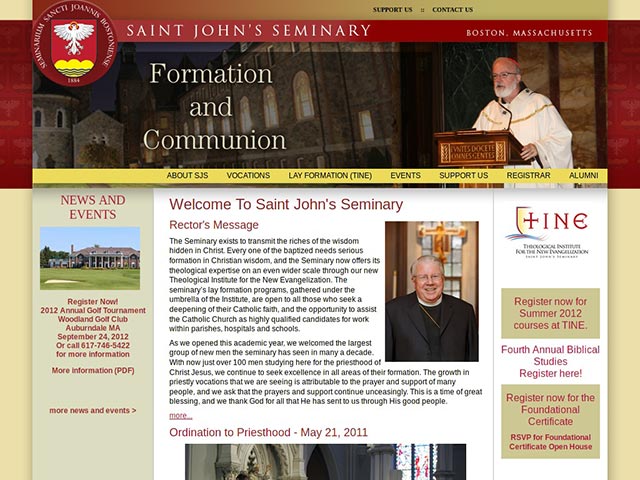 SUPPORT US :: CONTACT US
SEMINARIUM SANCTI JOANNIS BOSTONIENSE
1884
SAINT JOHN'S SEMINARY
BOSTON, MASSACHUSETTS
Formation
and
Communion
EUNTES DOCETE
OMNES GENTES
ABOUT SJS VOCATIONS LAY FORMATION (TINE) EVENTS SUPPORT US REGISTRAR ALUMNI
NEWS AND
EVENTS
Register Now!
2012 Annual Golf Tournament
Woodland Golf Club
Auburndale MA
September 24, 2012
Or call 617-746-5422
for more information
More information (PDF)
more news and events >
Welcome To Saint John's Seminary
Rector's Message
The Seminary exists to transmit the riches of the wisdom
hidden in Christ. Every one of the baptized needs serious
formation in Christian wisdom, and the Seminary now offers its
theological expertise on an even wider scale through our new
Theological Institute for the New Evangelization. The
seminary's lay formation programs, gathered under the
umbrella of the Institute, are open to all those who seek a
deepening of their Catholic faith, and the opportunity to assist
the Catholic Church as highly qualified candidates for work
within parishes, hospitals and schools.
As we opened this academic year, we welcomed the largest
group of new men the seminary has seen in many a decade.
With now just over 100 men studying here for the priesthood of
Christ Jesus, we continue to seek excellence in all areas of their formation. The growth in
priestly vocations that we are seeing is attributable to the prayer and support of many
people, and we ask that the prayers and support continue unceasingly. This is a time of great
blessing, and we thank God for all that He has sent to us through His good people.
more...
Ordination to Priesthood - May 21, 2011
TINE
THEOLOGICAL INSTITUTE
FOR THE NEW EVANGELIZATION
SAINT JOHN'S SEMINARY
Register now for
Summer 2012
courses at TINE.
Fourth Annual Biblical
Studies
Register here!
Register now for the
Foundational
Certificate
RSVP for Foundational
Certificate Open House